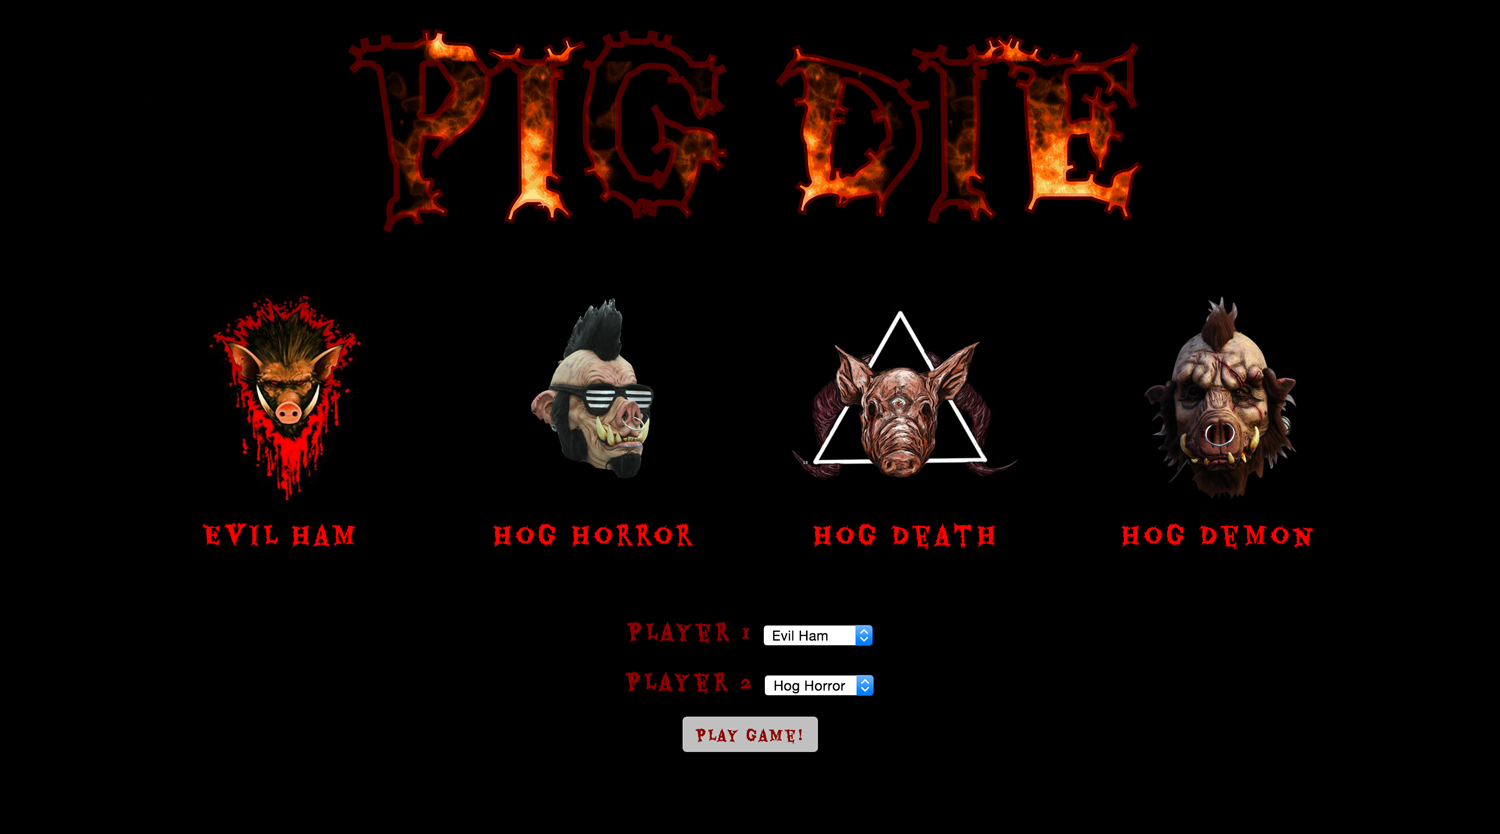 PIG DIE
EVIL HAM
HOG HORROR
HOG DEATH
HOG DEMON
PLAYER 1 Evil Ham
PLAYER 2 Hog Horror
PLAY GAME!